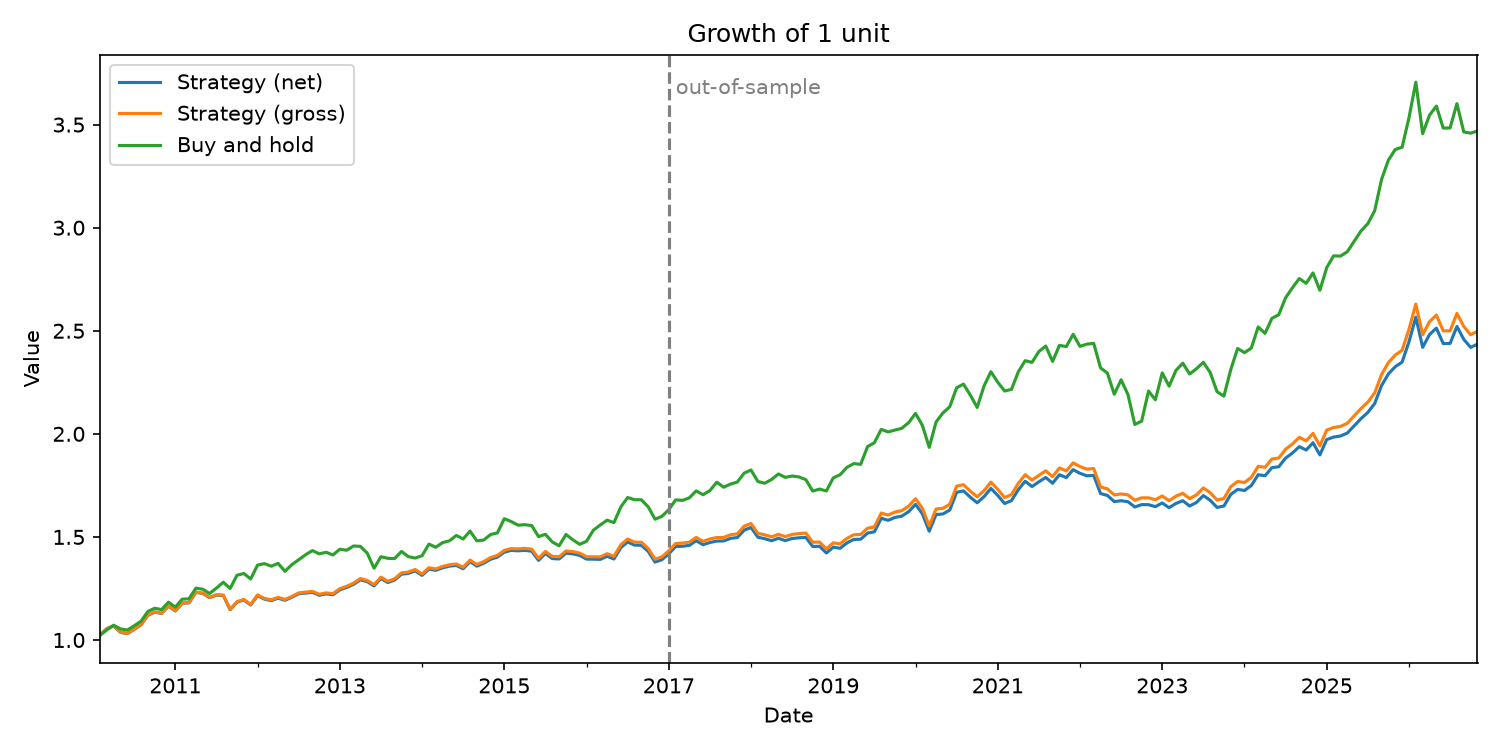 Growth of 1 unit
Strategy (net)
Strategy (gross)
Buy and hold
out-of-sample
3.5
3.0
2.5
2.0
1.5
1.0
Value
2011 2013 2015 2017 2019 2021 2023 2025
Date